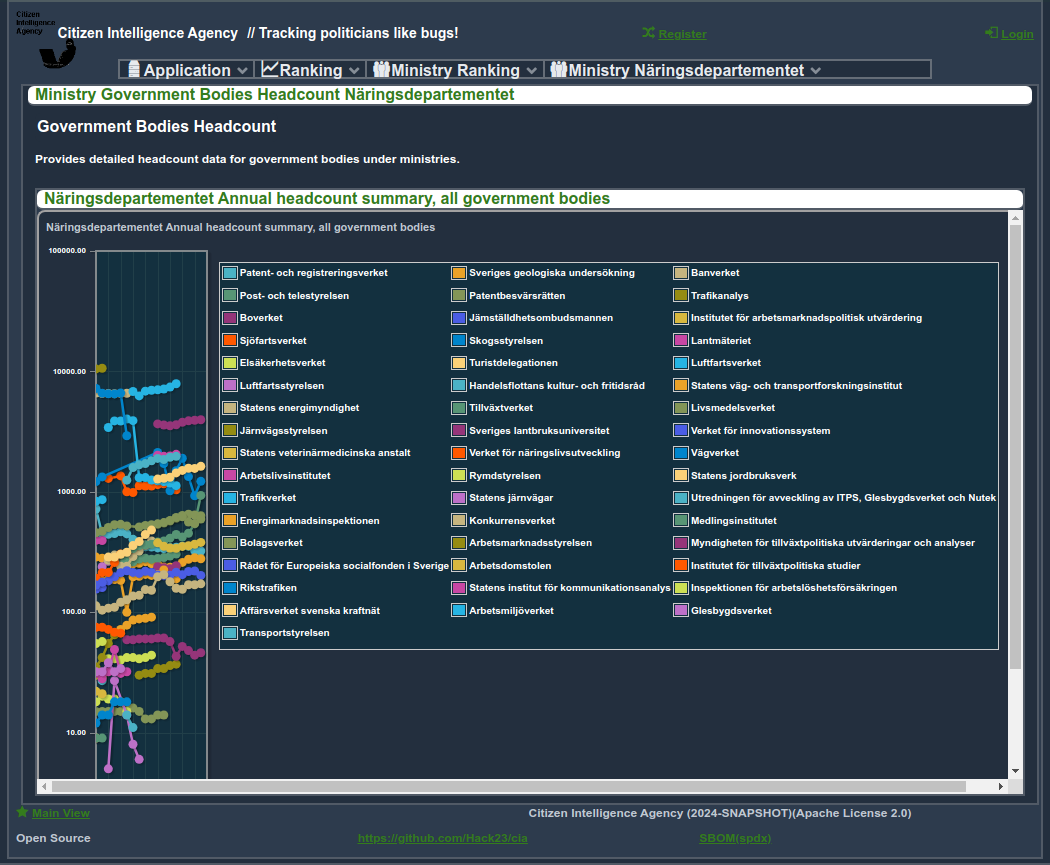 Citizen
Intelligence
Agency
Citizen Intelligence Agency // Tracking politicians like bugs!
Register
Login
Application
Ranking
Ministry Ranking
Ministry Näringsdepartementet
Ministry Government Bodies Headcount Näringsdepartementet
Government Bodies Headcount
Provides detailed headcount data for government bodies under ministries.
Näringsdepartementet Annual headcount summary, all government bodies
Näringsdepartementet Annual headcount summary, all government bodies
100000.00
10000.00
1000.00
100.00
10.00
Patent- och registreringsverket Sveriges geologiska undersökning Banverket
Post- och telestyrelsen Patentbesvärsrätten Trafikanalys
Boverket Jämställdhetsombudsmannen Institutet för arbetsmarknadspolitisk utvärdering
Sjöfartsverket Skogsstyrelsen Lantmäteriet
Elsäkerhetsverket Turistdelegationen Luftfartsverket
Luftfartsstyrelsen Handelsflottans kultur- och fritidsråd Statens väg- och transportforskningsinstitut
Statens energimyndighet Tillväxtverket Livsmedelsverket
Järnvägsstyrelsen Sveriges lantbruksuniversitet Verket för innovationssystem
Statens veterinärmedicinska anstalt Verket för näringslivsutveckling Vägverket
Arbetslivsinstitutet Rymdstyrelsen Statens jordbruksverk
Trafikverket Statens järnvägar Utredningen för avveckling av ITPS, Glesbygdsverket och Nutek
Energimarknadsinspektionen Konkurrensverket Medlingsinstitutet
Bolagsverket Arbetsmarknadsstyrelsen Myndigheten för tillväxtpolitiska utvärderingar och analyser
Rådet för Europeiska socialfonden i Sverige Arbetsdomstolen Institutet för tillväxtpolitiska studier
Rikstrafiken Statens institut för kommunikationsanalys Inspektionen för arbetslöshetsförsäkringen
Affärsverket svenska kraftnät Arbetsmiljöverket Glesbygdsverket
Transportstyrelsen
Main View
Citizen Intelligence Agency (2024-SNAPSHOT)(Apache License 2.0)
Open Source
https://github.com/Hack23/cia
SBOM(spdx)